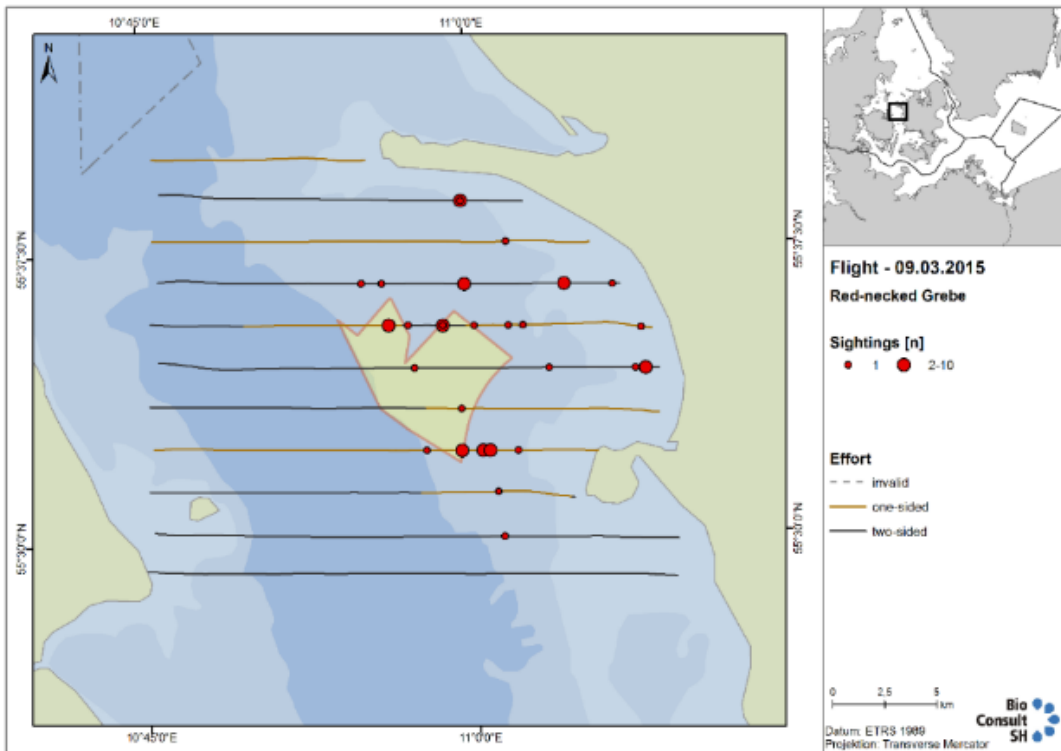 10°45'0"E
11°0'0"E
N
55°37'30"N
55°37'30"N
55°30'0"N
55°30'0"N
10°45'0"E
11°0'0"E
Flight - 09.03.2015
Red-necked Grebe
Sightings [n]
1
2-10
Effort
invalid
one-sided
two-sided
0 2,5 5
km
Datum: ETRS 1989
Projektion: Transverse Mercator
Bio
Consult
SH